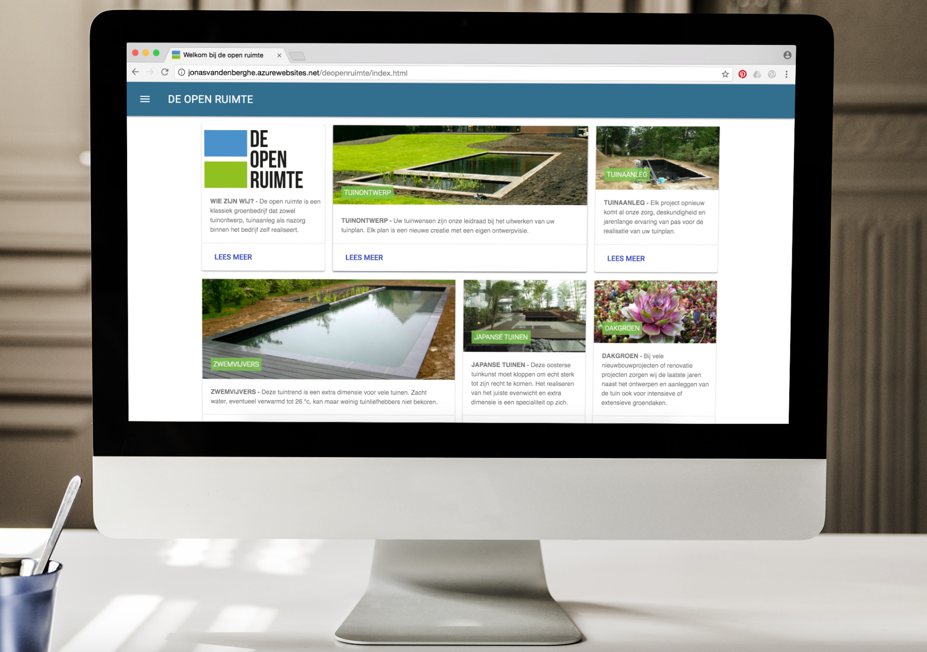 Welkom bij de open ruimte
jonasvandenberghe.azurewebsites.net/deopenruimte/index.html
DE OPEN RUIMTE
DE
OPEN
RUIMTE
WIE ZIJN WIJ? - De open ruimte is een
klassiek groenbedrijf dat zowel
tuinontwerp, tuinaanleg als nazorg
binnen het bedrijf zelf realiseert.
LEES MEER
TUINONTWERP
TUINONTWERP - Uw tuinwensen zijn onze leidraad bij het uitwerken van uw
tuinplan. Elk plan is een nieuwe creatie met een eigen ontwerpvisie.
LEES MEER
TUINAANLEG
TUINAANLEG - Elk project opnieuw
komt al onze zorg, deskundigheid en
jarenlange ervaring van pas voor de
realisatie van uw tuinplan.
LEES MEER
ZWEMVIJVERS
ZWEMVIJVERS - Deze tuintrend is een extra dimensie voor vele tuinen. Zacht
water, eventueel verwarmd tot 26 °c, kan maar weinig tuinliefhebbers niet bekoren.
JAPANSE TUINEN
JAPANSE TUINEN - Deze oosterse
tuinkunst moet kloppen om echt sterk
tot zijn recht te komen. Het realiseren
van het juiste evenwicht en extra
dimensie is een specialiteit op zich.
DAKGROEN
DAKGROEN - Bij vele
nieuwbouwprojecten of renovatie
projecten zorgen wij de laatste jaren
naast het ontwerpen en aanleggen van
de tuin ook voor intensieve of
extensieve groendaken.